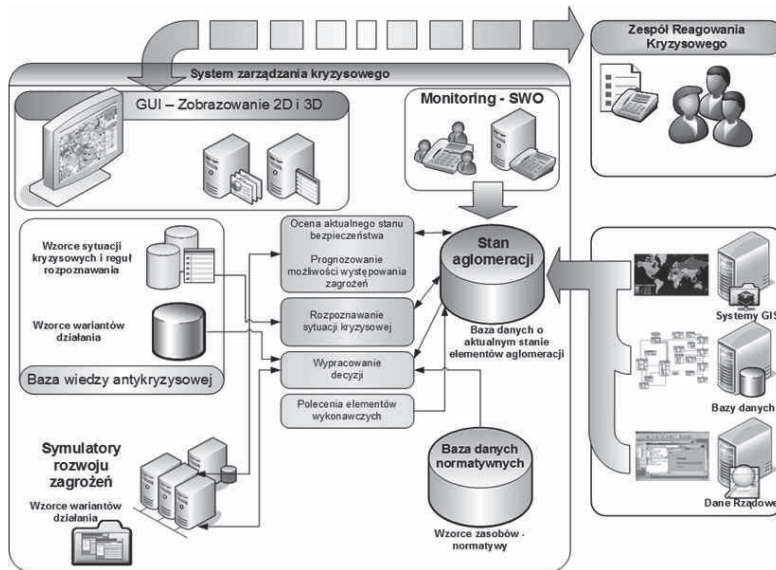 Zespół Reagowania
Kryzysowego
System zarządzania kryzysowego
GUI – Zobrazowanie 2D i 3D
Monitoring - SWO
Wzorce sytuacji
kryzysowych i reguł
rozpoznawania
Wzorce wariantów
działania
Baza wiedzy antykryzysowej
Ocena aktualnego stanu
bezpieczeństwa
Prognozowanie
możliwości występowania
zagrożeń
Rozpoznawanie
sytuacji kryzysowej
Wypracowanie
decyzji
Polecenia elementów
wykonawczych
Stan
aglomeracji
Baza danych o
aktualnym stanie
elementów aglomeracji
Systemy GIS
Bazy danych
Dane Rządowe
Symulatory
rozwoju
zagrożeń
Wzorce wariantów
działania
Baza danych
normatywnych
Wzorce zasobów -
normatywy